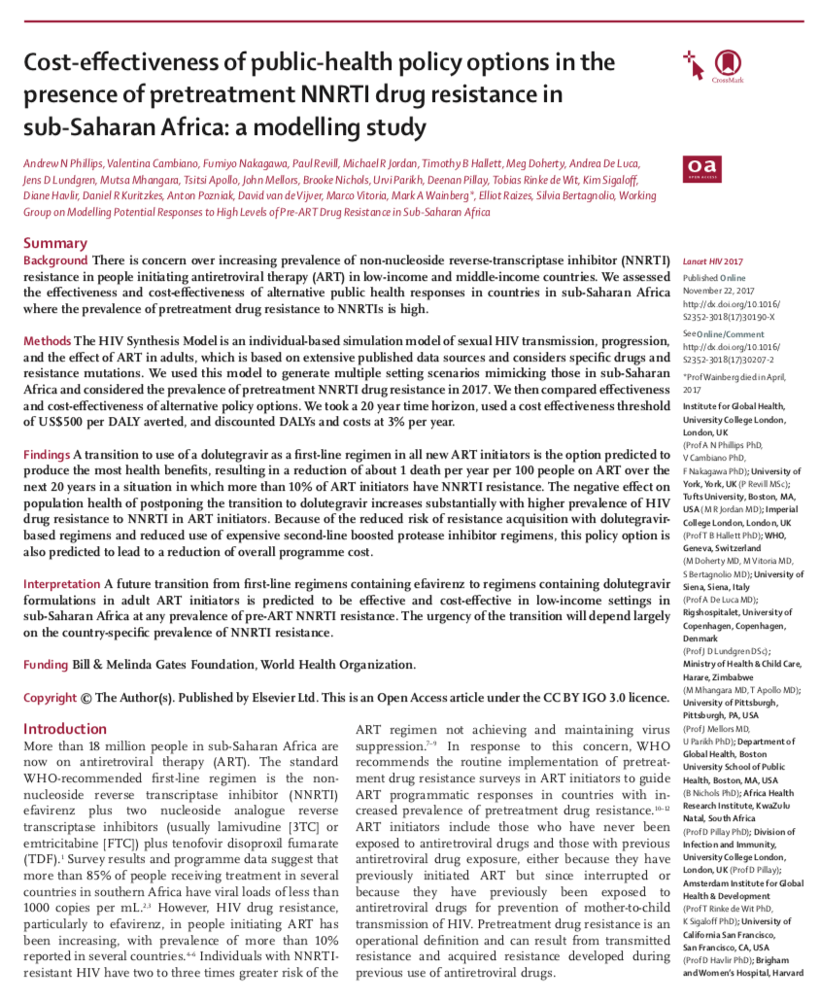 Cost-effectiveness of public-health policy options in the
presence of pretreatment NNRTI drug resistance in
sub-Saharan Africa: a modelling study
CrossMark
oa
OPEN ACCESS
Andrew N Phillips, Valentina Cambiano, Fumiyo Nakagawa, Paul Revill, Michael R Jordan, Timothy B Hallett, Meg Doherty, Andrea De Luca,
Jens D Lundgren, Mutsa Mhangara, Tsitsi Apollo, John Mellors, Brooke Nichols, Urvi Parikh, Deenan Pillay, Tobias Rinke de Wit, Kim Sigaloff,
Diane Havlir, Daniel R Kuritzkes, Anton Pozniak, David van de Vijver, Marco Vitoria, Mark A Wainberg*, Elliot Raizes, Silvia Bertagnolio, Working
Group on Modelling Potential Responses to High Levels of Pre-ART Drug Resistance in Sub-Saharan Africa
Summary
Background There is concern over increasing prevalence of non-nucleoside reverse-transcriptase inhibitor (NNRTI)
resistance in people initiating antiretroviral therapy (ART) in low-income and middle-income countries. We assessed
the effectiveness and cost-effectiveness of alternative public health responses in countries in sub-Saharan Africa
where the prevalence of pretreatment drug resistance to NNRTIs is high.
Methods The HIV Synthesis Model is an individual-based simulation model of sexual HIV transmission, progression,
and the effect of ART in adults, which is based on extensive published data sources and considers specific drugs and
resistance mutations. We used this model to generate multiple setting scenarios mimicking those in sub-Saharan
Africa and considered the prevalence of pretreatment NNRTI drug resistance in 2017. We then compared effectiveness
and cost-effectiveness of alternative policy options. We took a 20 year time horizon, used a cost effectiveness threshold
of US$500 per DALY averted, and discounted DALYs and costs at 3% per year.
Findings A transition to use of a dolutegravir as a first-line regimen in all new ART initiators is the option predicted to
produce the most health benefits, resulting in a reduction of about 1 death per year per 100 people on ART over the
next 20 years in a situation in which more than 10% of ART initiators have NNRTI resistance. The negative effect on
population health of postponing the transition to dolutegravir increases substantially with higher prevalence of HIV
drug resistance to NNRTI in ART initiators. Because of the reduced risk of resistance acquisition with dolutegravir-
based regimens and reduced use of expensive second-line boosted protease inhibitor regimens, this policy option is
also predicted to lead to a reduction of overall programme cost.
Interpretation A future transition from first-line regimens containing efavirenz to regimens containing dolutegravir
formulations in adult ART initiators is predicted to be effective and cost-effective in low-income settings in
sub-Saharan Africa at any prevalence of pre-ART NNRTI resistance. The urgency of the transition will depend largely
on the country-specific prevalence of NNRTI resistance.
Funding Bill & Melinda Gates Foundation, World Health Organization.
Copyright © The Author(s). Published by Elsevier Ltd. This is an Open Access article under the CC BY IGO 3.0 licence.
Introduction
More than 18 million people in sub-Saharan Africa are
now on antiretroviral therapy (ART). The standard
WHO-recommended first-line regimen is the non-
nucleoside reverse transcriptase inhibitor (NNRTI)
efavirenz plus two nucleoside analogue reverse
transcriptase inhibitors (usually lamivudine [3TC] or
emtricitabine [FTC]) plus tenofovir disoproxil fumarate
(TDF).1 Survey results and programme data suggest that
more than 85% of people receiving treatment in several
countries in southern Africa have viral loads of less than
1000 copies per mL.2,3 However, HIV drug resistance,
particularly to efavirenz, in people initiating ART has
been increasing, with prevalence of more than 10%
reported in several countries.4–6 Individuals with NNRTI-
resistant HIV have two to three times greater risk of the
ART regimen not achieving and maintaining virus
suppression.7–9 In response to this concern, WHO
recommends the routine implementation of pretreat-
ment drug resistance surveys in ART initiators to guide
ART programmatic responses in countries with in-
creased prevalence of pretreatment drug resistance.10–12
ART initiators include those who have never been
exposed to antiretroviral drugs and those with previous
antiretroviral drug exposure, either because they have
previously initiated ART but since interrupted or
because they have previously been exposed to
antiretroviral drugs for prevention of mother-to-child
transmission of HIV. Pretreatment drug resistance is an
operational definition and can result from transmitted
resistance and acquired resistance developed during
previous use of antiretroviral drugs.
Lancet HIV 2017
Published Online
November 22, 2017
http://dx.doi.org/10.1016/
S2352-3018(17)30190-X
See Online/Comment
http://dx.doi.org/10.1016/
S2352-3018(17)30207-2
*Prof Wainberg died in April,
2017
Institute for Global Health,
University College London,
London, UK
(Prof A N Phillips PhD,
V Cambiano PhD,
F Nakagawa PhD); University of
York, York, UK (P Revill MSc);
Tufts University, Boston, MA,
USA (M R Jordan MD); Imperial
College London, London, UK
(Prof T B Hallett PhD); WHO,
Geneva, Switzerland
(M Doherty MD, M Vitoria MD,
S Bertagnolio MD); University of
Siena, Siena, Italy
(Prof A De Luca MD);
Rigshospitalet, University of
Copenhagen, Copenhagen,
Denmark
(Prof J D Lundgren DSc);
Ministry of Health & Child Care,
Harare, Zimbabwe
(M Mhangara MD, T Apollo MD);
University of Pittsburgh,
Pittsburgh, PA, USA
(Prof J Mellors MD,
U Parikh PhD); Department of
Global Health, Boston
University School of Public
Health, Boston, MA, USA
(B Nichols PhD); Africa Health
Research Institute, KwaZulu
Natal, South Africa
(Prof D Pillay PhD); Division of
Infection and Immunity,
University College London,
London, UK (Prof D Pillay);
Amsterdam Institute for Global
Health & Development
(Prof T Rinke de Wit PhD,
K Sigaloff PhD); University of
California San Francisco,
San Francisco, CA, USA
(Prof D Havlir PhD); Brigham
and Women's Hospital, Harvard